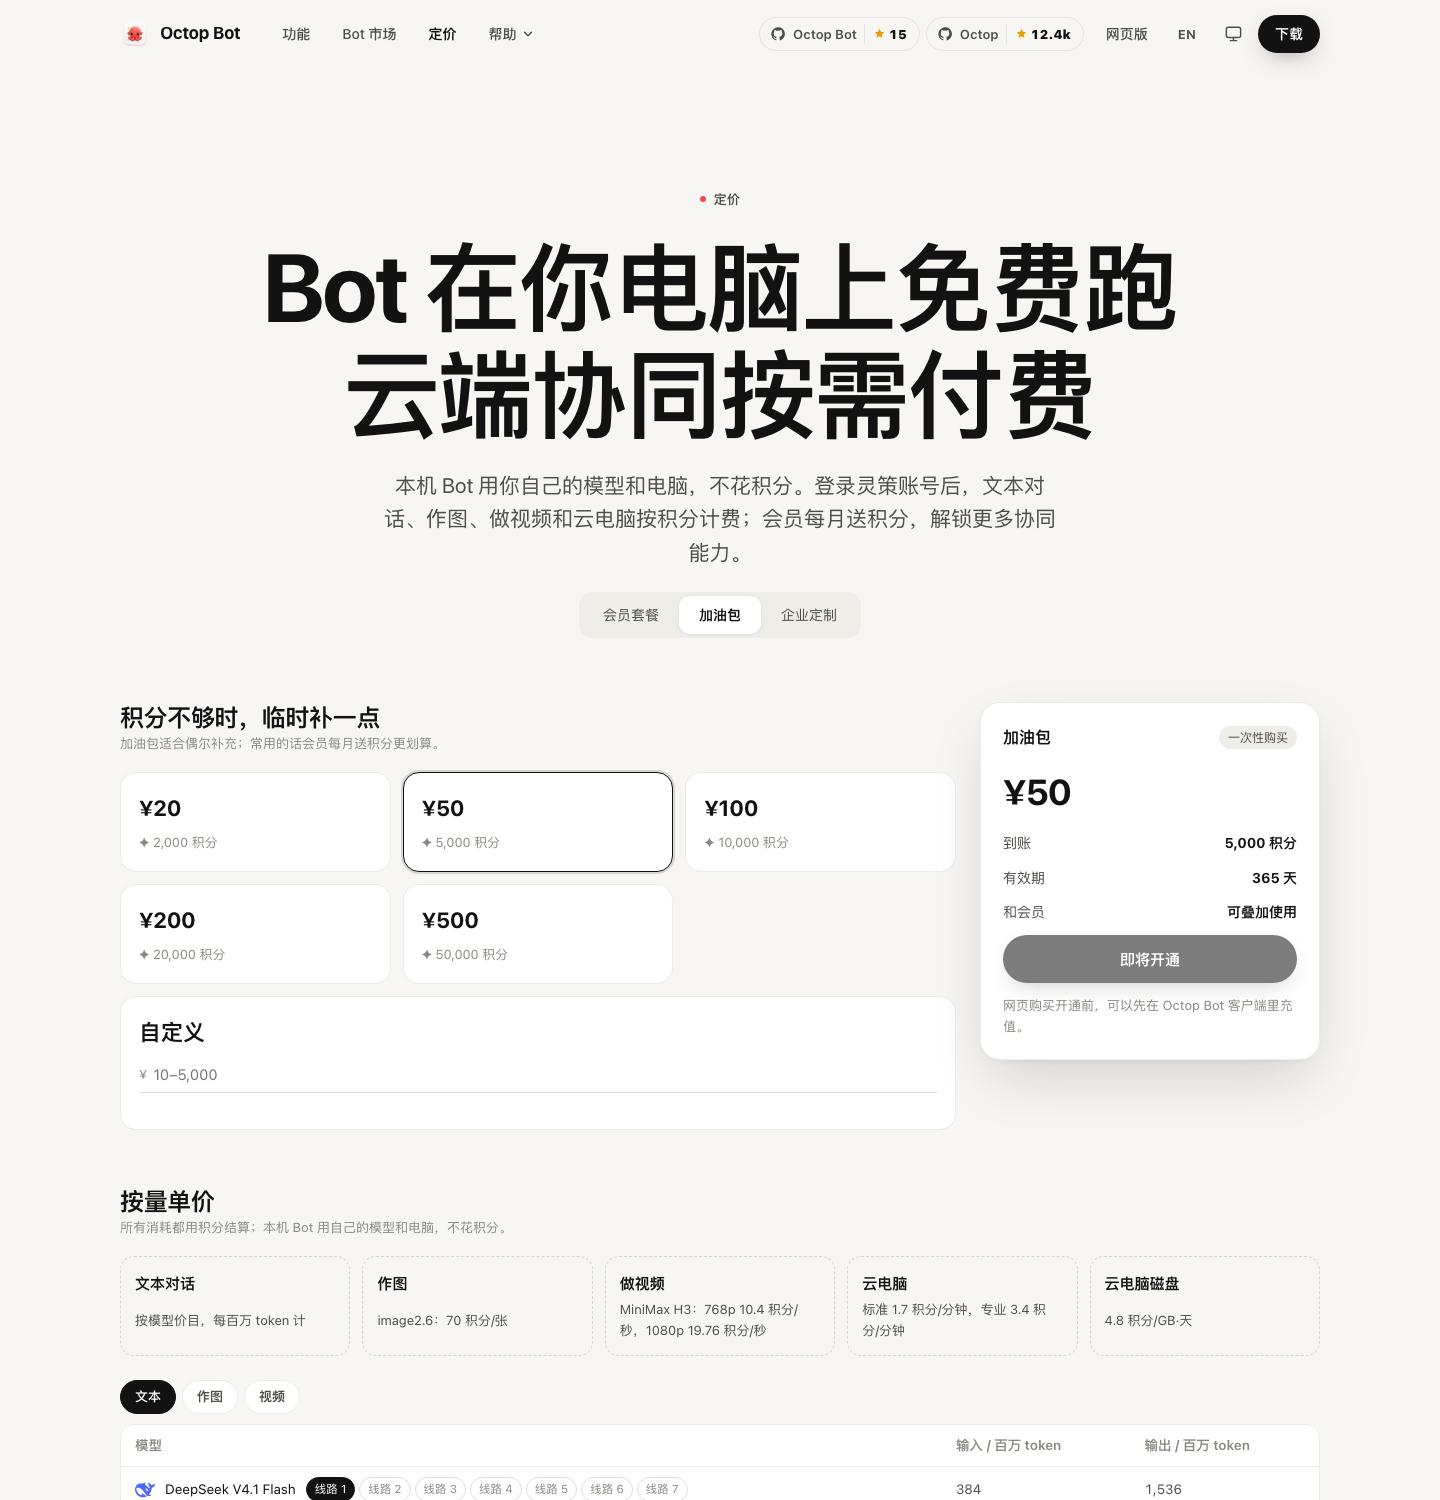 Octop Bot 功能 Bot 市场 定价 帮助 Octop Bot ★ 15 Octop ★ 12.4k 网页版 EN 下载
定价
Bot 在你电脑上免费跑
云端协同按需付费
本机 Bot 用你自己的模型和电脑，不花积分。登录灵策账号后，文本对
话、作图、做视频和云电脑按积分计费；会员每月送积分，解锁更多协同
能力。
会员套餐 加油包 企业定制
积分不够时，临时补一点
加油包适合偶尔补充；常用的话会员每月送积分更划算。
¥20
✦ 2,000 积分
¥50
✦ 5,000 积分
¥100
✦ 10,000 积分
¥200
✦ 20,000 积分
¥500
✦ 50,000 积分
自定义
¥ 10–5,000
加油包 一次性购买
¥50
到账 5,000 积分
有效期 365 天
和会员 可叠加使用
即将开通
网页购买开通前，可以先在 Octop Bot 客户端里充
值。
按量单价
所有消耗都用积分结算；本机 Bot 用自己的模型和电脑，不花积分。
文本对话
按模型价目，每百万 token 计
作图
image2.6：70 积分/张
做视频
MiniMax H3：768p 10.4 积分/
秒，1080p 19.76 积分/秒
云电脑
标准 1.7 积分/分钟，专业 3.4 积
分/分钟
云电脑磁盘
4.8 积分/GB·天
文本 作图 视频
模型 输入 / 百万 token 输出 / 百万 token
DeepSeek V4.1 Flash 线路 1 线路 2 线路 3 线路 4 线路 5 线路 6 线路 7 384 1,536